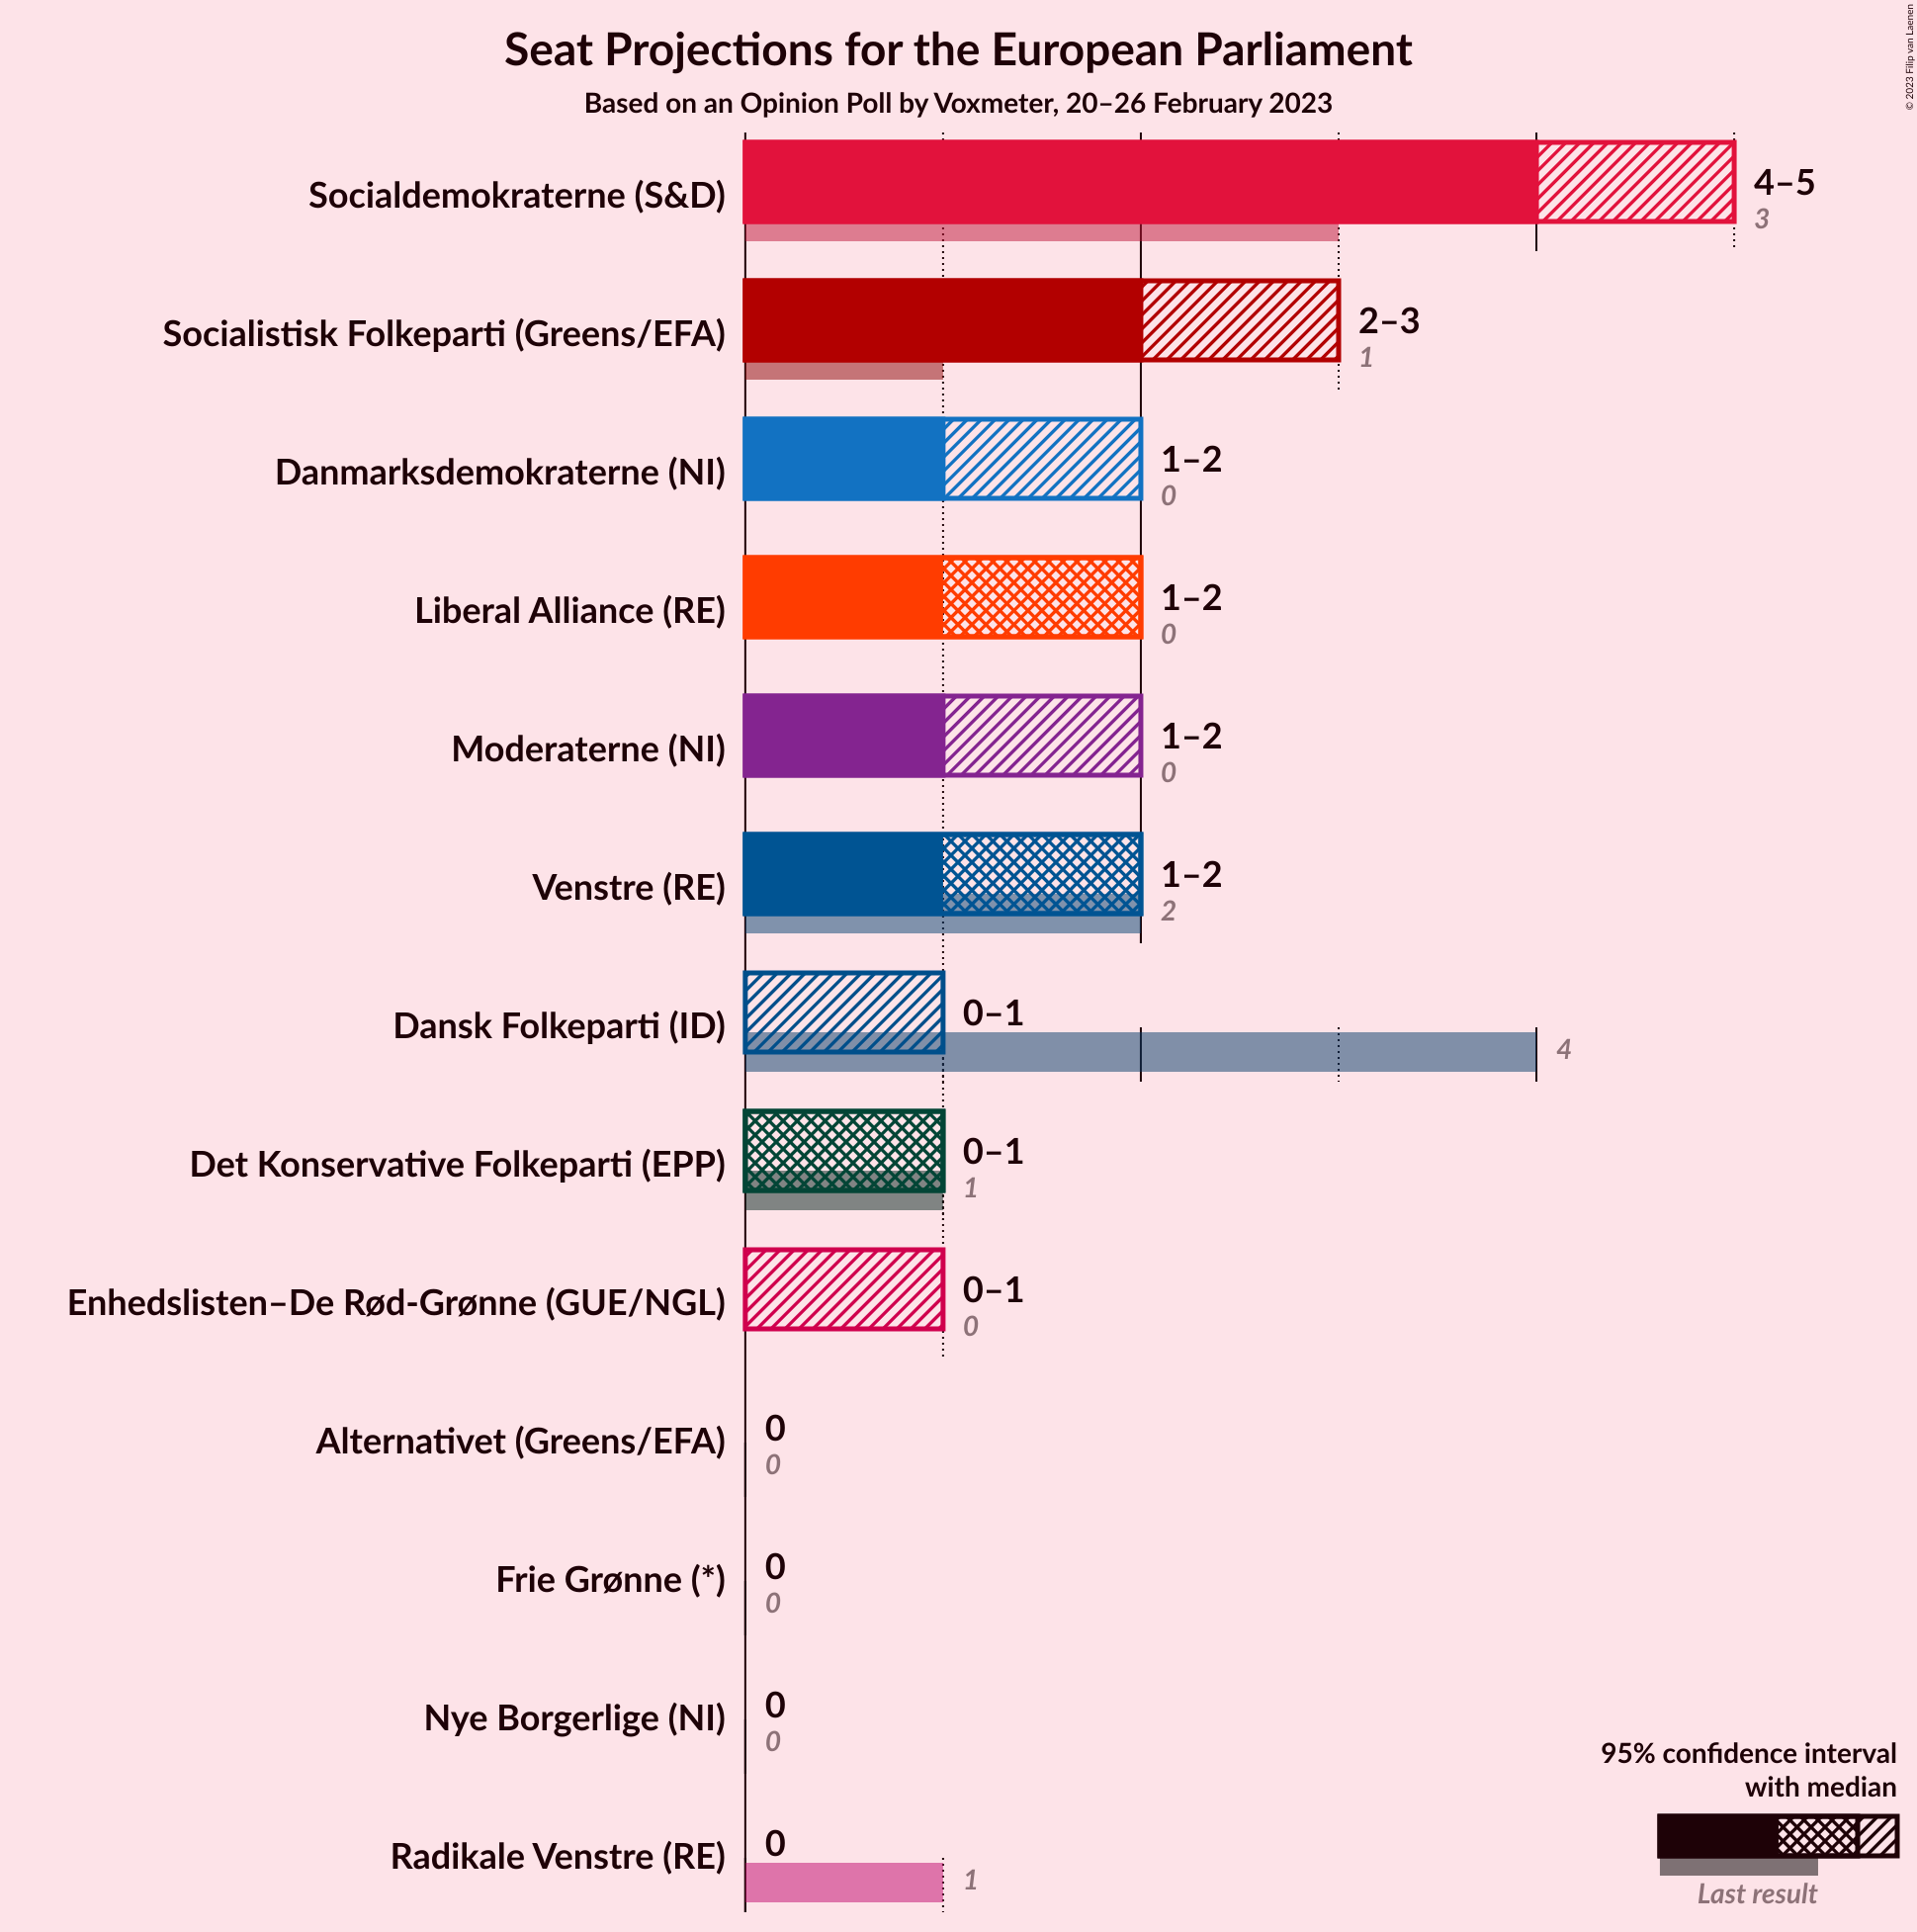 Seat Projections for the European Parliament
Based on an Opinion Poll by Voxmeter, 20–26 February 2023
© 2023 Filip van Laenen
Socialdemokraterne (S&D)
4–5
3
Socialistisk Folkeparti (Greens/EFA)
2–3
1
Danmarksdemokraterne (NI)
1–2
0
Liberal Alliance (RE)
1–2
0
Moderaterne (NI)
1–2
0
Venstre (RE)
1–2
2
Dansk Folkeparti (ID)
0–1
4
Det Konservative Folkeparti (EPP)
0–1
1
Enhedslisten–De Rød-Grønne (GUE/NGL)
0–1
0
Alternativet (Greens/EFA)
0
0
Frie Grønne (*)
0
0
Nye Borgerlige (NI)
0
0
Radikale Venstre (RE)
0
1
95% confidence interval
with median
Last result